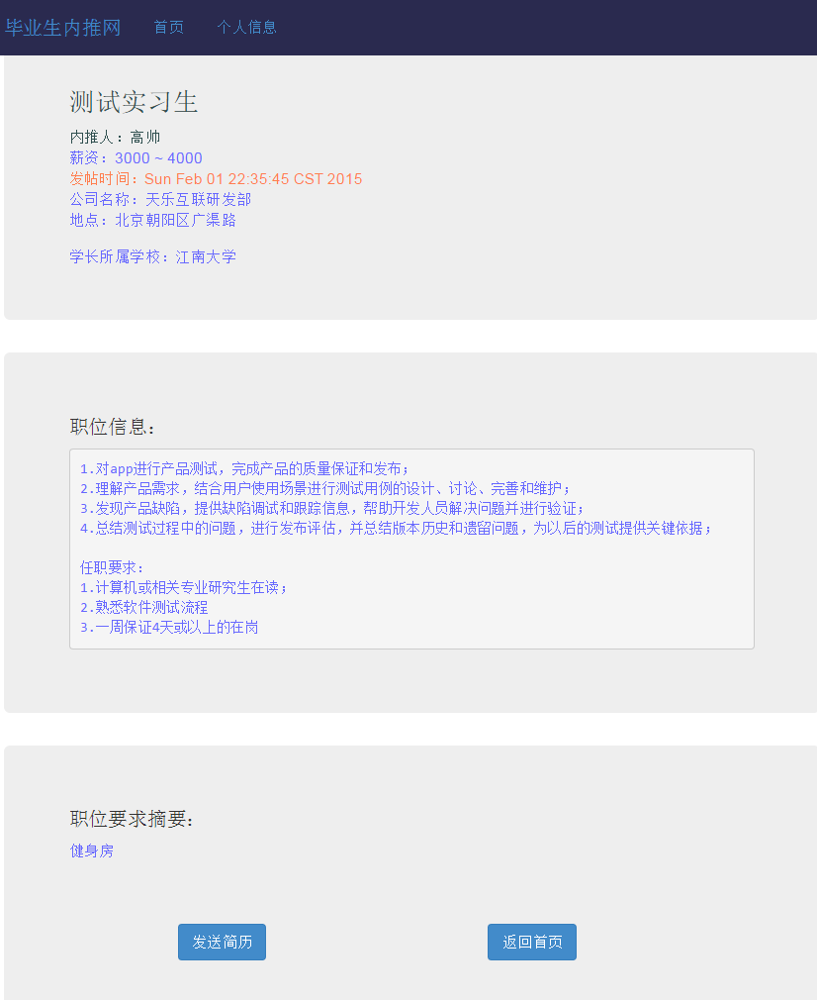 毕业生内推网 首页 个人信息
测试实习生
内推人：高帅
薪资：3000 ~ 4000
发帖时间：Sun Feb 01 22:35:45 CST 2015
公司名称：天乐互联研发部
地点：北京朝阳区广渠路
学长所属学校：江南大学
职位信息：
1.对app进行产品测试，完成产品的质量保证和发布；
2.理解产品需求，结合用户使用场景进行测试用例的设计、讨论、完善和维护；
3.发现产品缺陷，提供缺陷调试和跟踪信息，帮助开发人员解决问题并进行验证；
4.总结测试过程中的问题，进行发布评估，并总结版本历史和遗留问题，为以后的测试提供关键依据；
任职要求：
1.计算机或相关专业研究生在读；
2.熟悉软件测试流程
3.一周保证4天或以上的在岗
职位要求摘要：
健身房
发送简历 返回首页